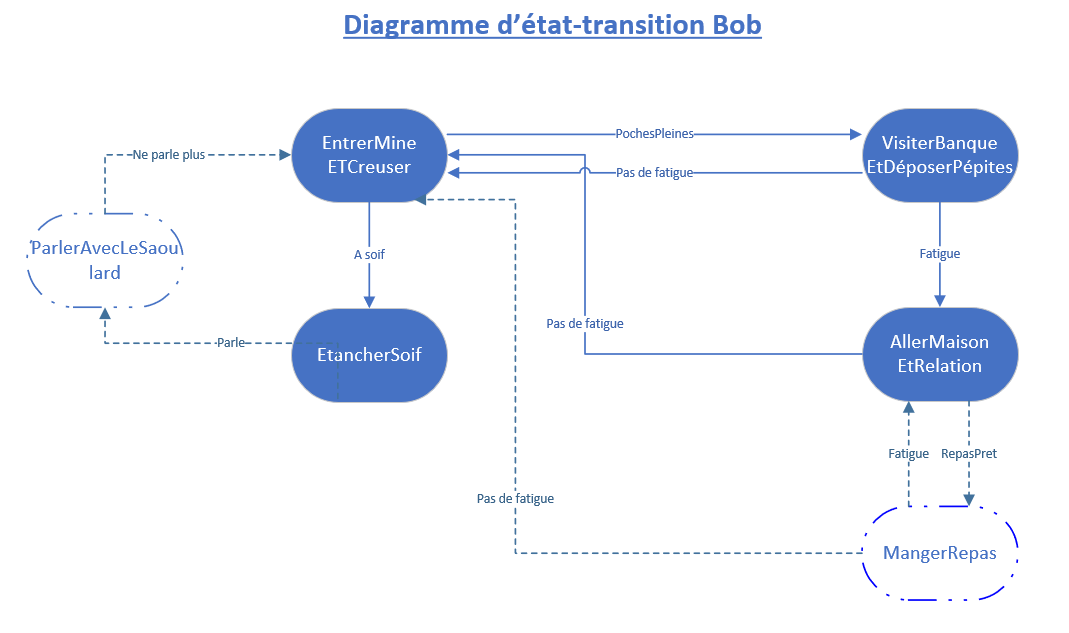 Diagramme d’état-transition Bob
EntrerMine
ETCreuser
PochesPleines
VisiterBanque
EtDéposerPépites
Ne parle plus
Pas de fatigue
ParlerAvecLeSaou
lard
A soif
Fatigue
Pas de fatigue
Parle
EtancherSoif
AllerMaison
EtRelation
Fatigue
RepasPret
Pas de fatigue
MangerRepas